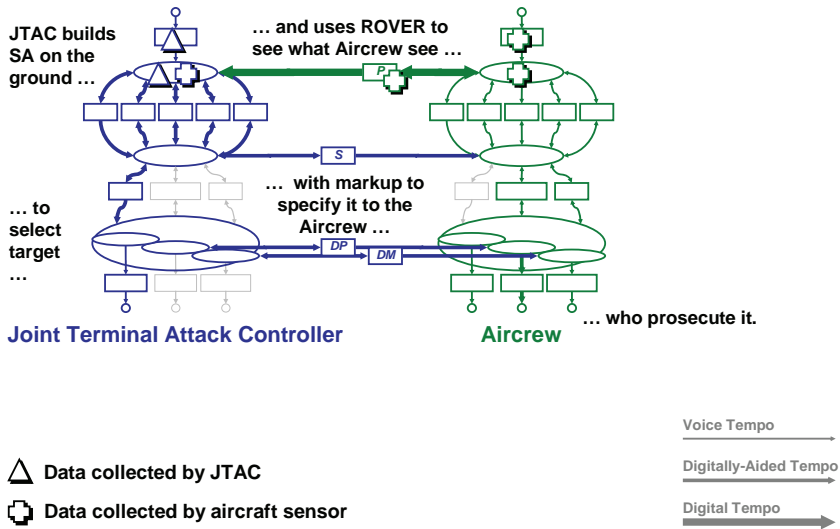 JTAC builds
SA on the
ground …
… and uses ROVER to
see what Aircrew see …
P
S
… with markup to
specify it to the
Aircrew …
… to
select
target
…
DP
DM
… who prosecute it.
Joint Terminal Attack Controller
Aircrew
Voice Tempo
Digitally-Aided Tempo
Digital Tempo
Data collected by JTAC
Data collected by aircraft sensor